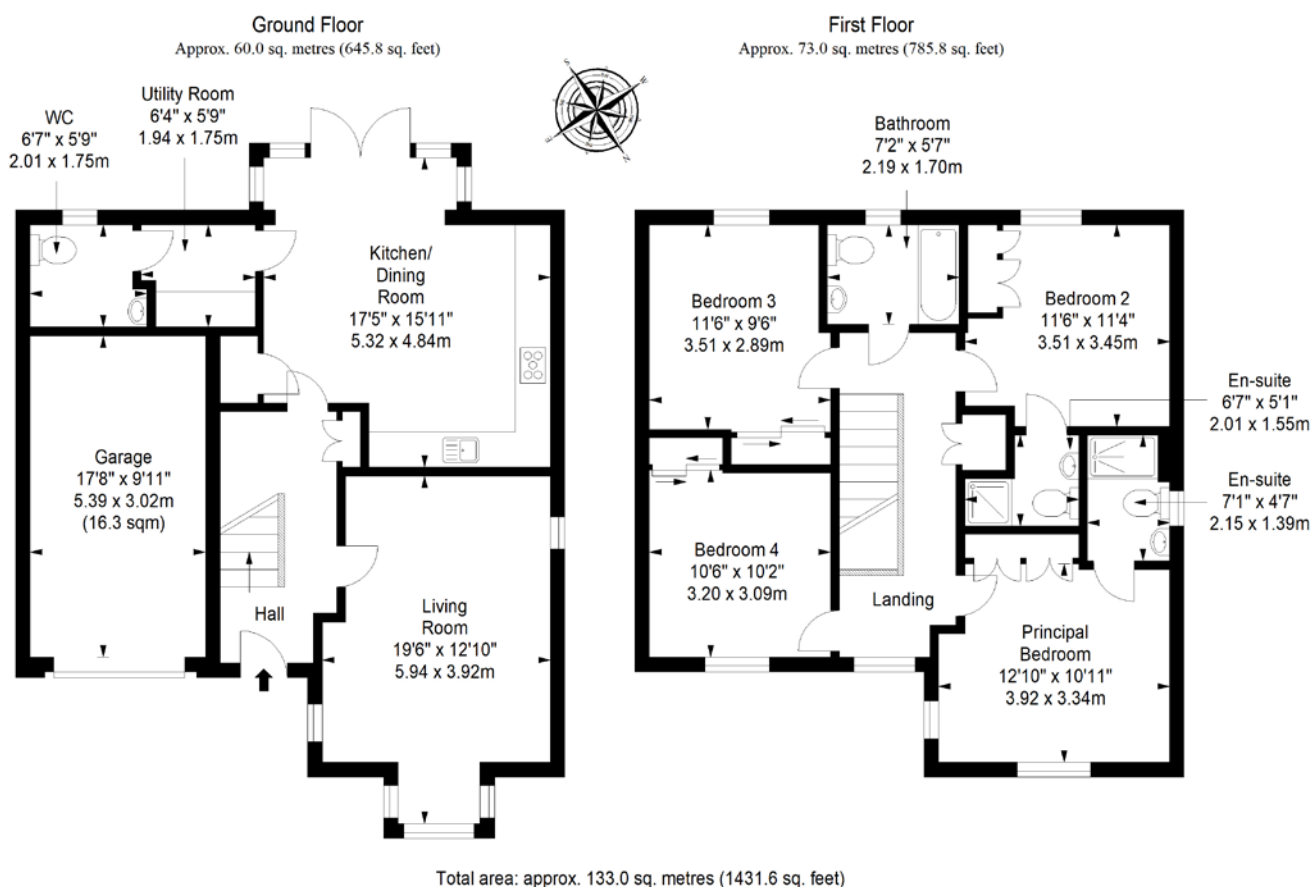 Ground Floor
Approx. 60.0 sq. metres (645.8 sq. feet)
First Floor
Approx. 73.0 sq. metres (785.8 sq. feet)
S
W
E
N
WC
6'7" x 5'9"
2.01 x 1.75m
Utility Room
6'4" x 5'9"
1.94 x 1.75m
Kitchen/
Dining
Room
17'5" x 15'11"
5.32 x 4.84m
Garage
17'8" x 9'11"
5.39 x 3.02m
(16.3 sqm)
Hall
Living
Room
19'6" x 12'10"
5.94 x 3.92m
Bathroom
7'2" x 5'7"
2.19 x 1.70m
Bedroom 3
11'6" x 9'6"
3.51 x 2.89m
Bedroom 2
11'6" x 11'4"
3.51 x 3.45m
En-suite
6'7" x 5'1"
2.01 x 1.55m
En-suite
7'1" x 4'7"
2.15 x 1.39m
Bedroom 4
10'6" x 10'2"
3.20 x 3.09m
Landing
Principal
Bedroom
12'10" x 10'11"
3.92 x 3.34m
Total area: approx. 133.0 sq. metres (1431.6 sq. feet)